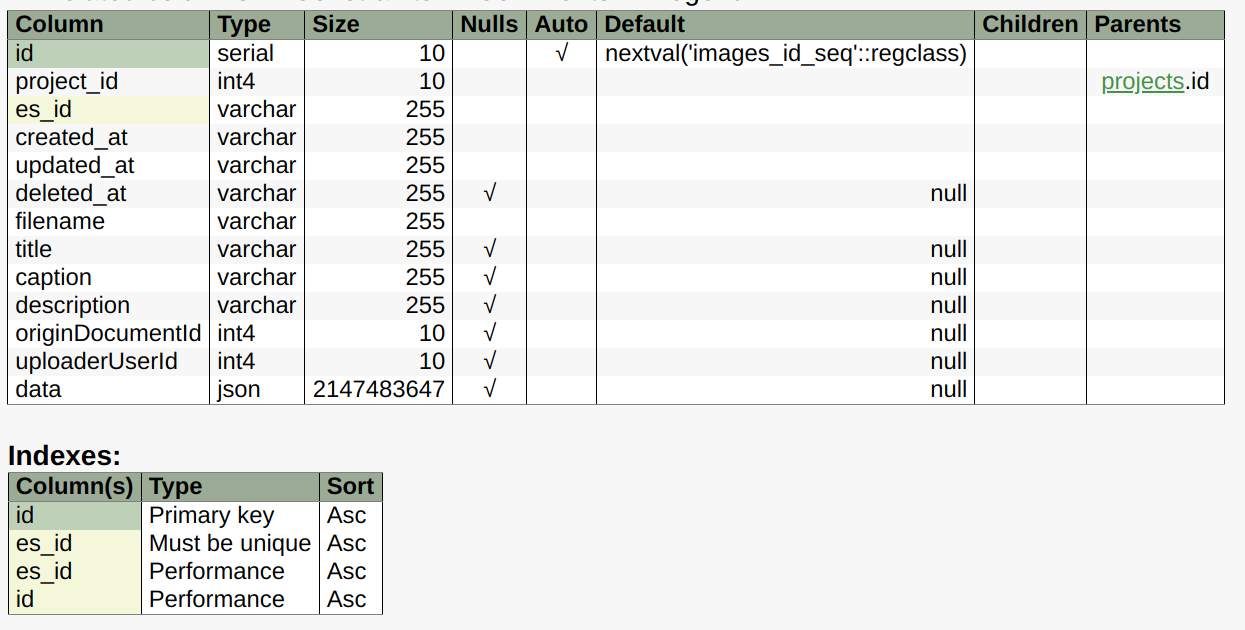 Column Type Size Nulls Auto Default Children Parents
id serial 10 √ nextval('images_id_seq'::regclass)
project_id int4 10 projects.id
es_id varchar 255
created_at varchar 255
updated_at varchar 255
deleted_at varchar 255 √ null
filename varchar 255
title varchar 255 √ null
caption varchar 255 √ null
description varchar 255 √ null
originDocumentId int4 10 √ null
uploaderUserId int4 10 √ null
data json 2147483647 √ null
Indexes:
Column(s) Type Sort
id Primary key Asc
es_id Must be unique Asc
es_id Performance Asc
id Performance Asc